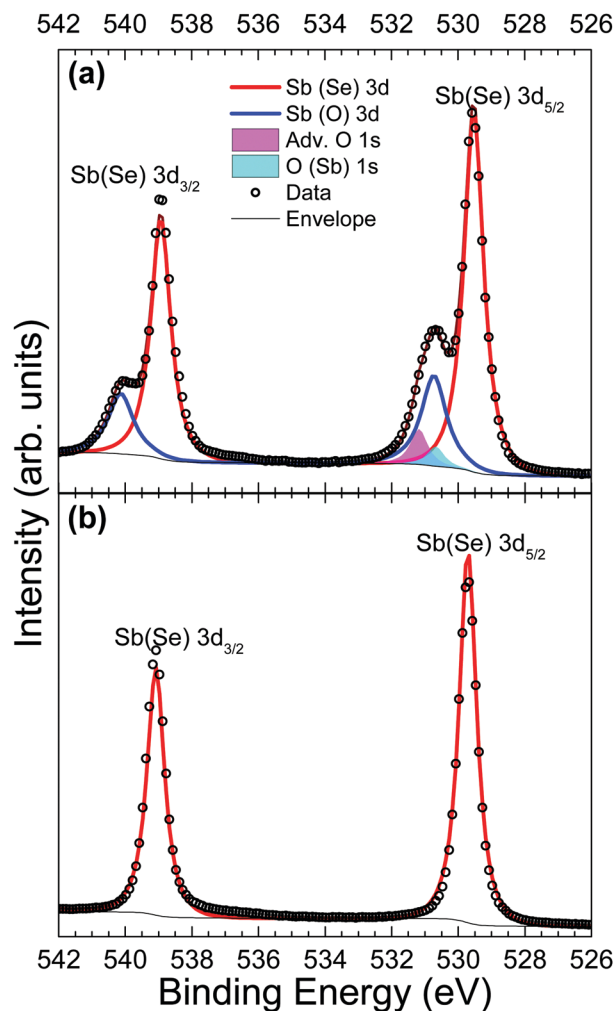 542 540 538 536 534 532 530 528 526
(a)
Sb (Se) 3d
Sb (O) 3d
Adv. O 1s
O (Sb) 1s
Data
Envelope
Sb(Se) 3d5/2
Sb(Se) 3d3/2
(b)
Sb(Se) 3d5/2
Sb(Se) 3d3/2
Intensity (arb. units)
542 540 538 536 534 532 530 528 526
Binding Energy (eV)